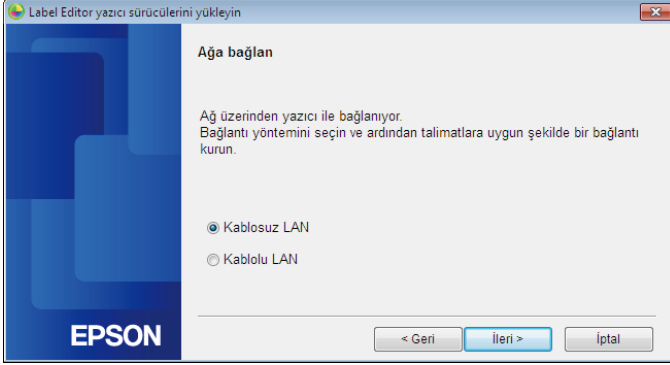 Label Editor yazıcı sürücülerini yükleyin
Ağa bağlan
Ağ üzerinden yazıcı ile bağlanıyor.
Bağlantı yöntemini seçin ve ardından talimatlara uygun şekilde bir bağlantı
kurun.
Kablosuz LAN
Kablolu LAN
EPSON
< Geri
İleri >
İptal